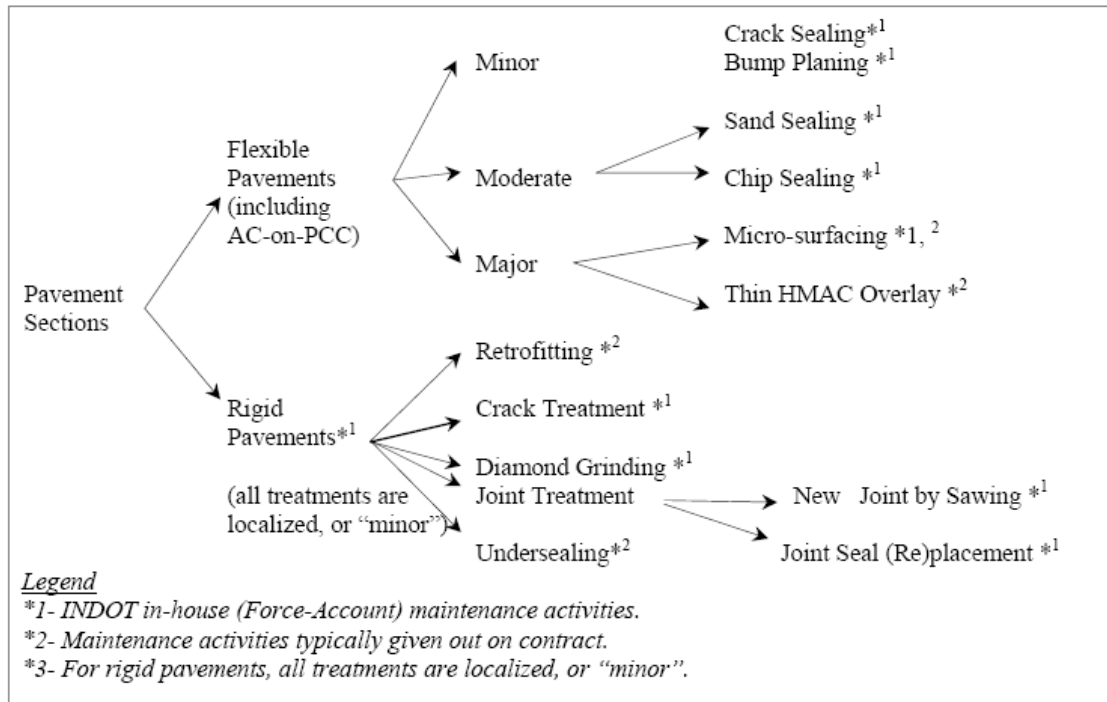 Crack Sealing*1
Bump Planing *1
Minor
Sand Sealing *1
Flexible
Pavements
(including
AC-on-PCC)
Moderate
Chip Sealing *1
Micro-surfacing *1, 2
Major
Thin HMAC Overlay *2
Pavement
Sections
Retrofitting *2
Rigid
Pavements*1
(all treatments are
localized, or “minor”)
Crack Treatment *1
Diamond Grinding *1
Joint Treatment
New Joint by Sawing *1
Undersealing*2
Joint Seal (Re)placement *1
Legend
*1- INDOT in-house (Force-Account) maintenance activities.
*2- Maintenance activities typically given out on contract.
*3- For rigid pavements, all treatments are localized, or “minor”.